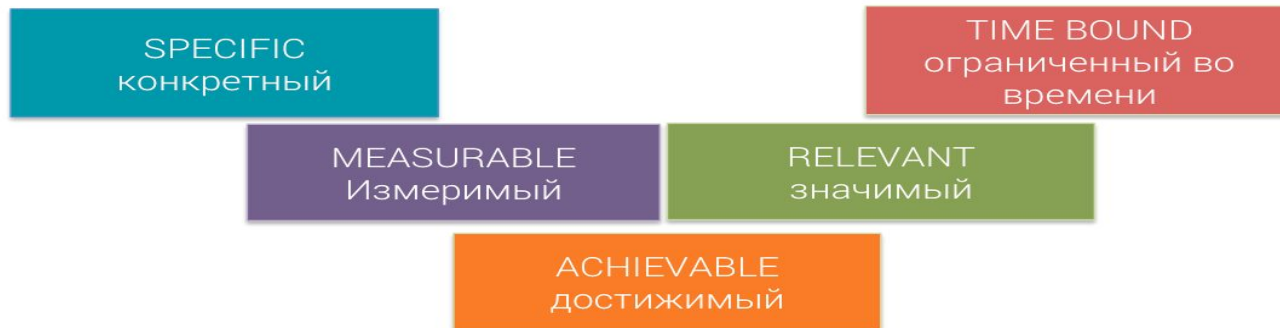 SPECIFIC
конкретный
TIME BOUND
ограниченный во
времени
MEASURABLE
Измеримый
RELEVANT
значимый
ACHIEVABLE
достижимый